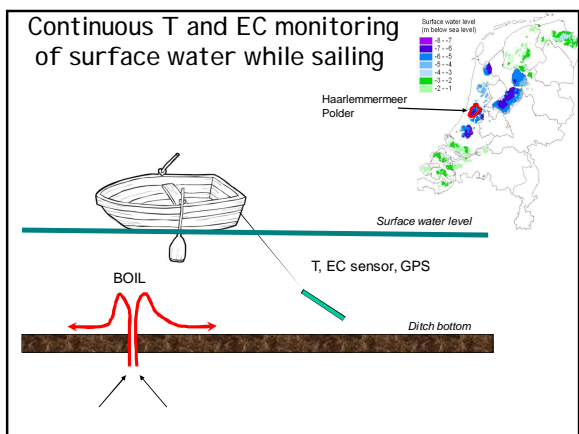 Continuous T and EC monitoring
of surface water while sailing
Surface water level
(m below sea level)
-8 - -7
-7 - -6
-6 - -5
-5 - -4
-4 - -3
-3 - -2
-2 - -1
Haarlemmermeer
Polder
Surface water level
T, EC sensor, GPS
BOIL
Ditch bottom